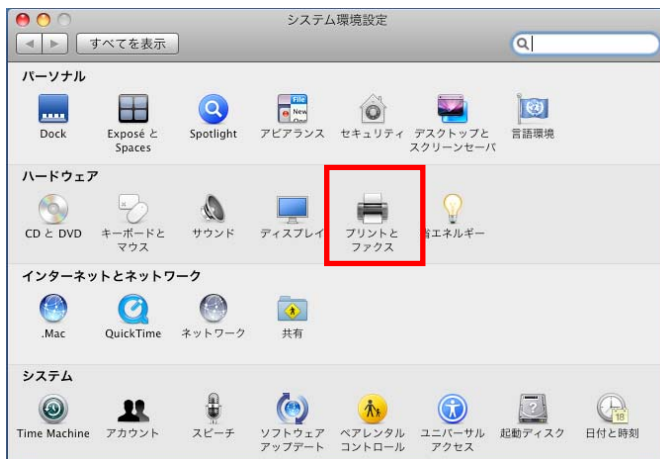 システム環境設定
すべてを表示
パーソナル
Dock
Exposé と
Spaces
Spotlight
アピアランス
セキュリティ
デスクトップと
スクリーンセーバ
言語環境
ハードウェア
CD と DVD
キーボードと
マウス
サウンド
ディスプレイ
プリントと
ファクス
省エネルギー
インターネットとネットワーク
.Mac
QuickTime
ネットワーク
共有
システム
Time Machine
アカウント
スピーチ
ソフトウェア
アップデート
ペアレンタル
コントロール
ユニバーサル
アクセス
起動ディスク
日付と時刻